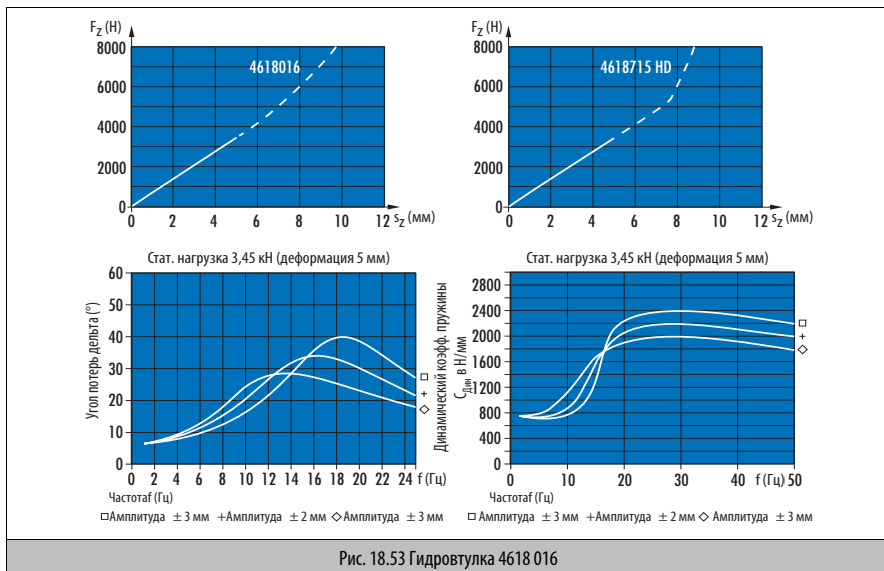 Fz (Н)
8000
6000
4000
2000
0
4618016
0 2 4 6 8 10 12 sz (мм)
Fz (Н)
8000
6000
4000
2000
0
4618715 HD
0 2 4 6 8 10 12 sz (мм)
Стат. нагрузка 3,45 кН (деформация 5 мм)
Угол потерь дельта (°)
60
50
40
30
20
10
0
0 2 4 6 8 10 12 14 16 18 20 22 24 f (Гц)
□
+
◇
Частотаf (Гц)
□Амплитуда ± 3 мм +Амплитуда ± 2 мм ◇ Амплитуда ± 3 мм
Стат. нагрузка 3,45 кН (деформация 5 мм)
Динамический коэфф. пружины
СДин в Н/мм
2800
2400
2000
1600
1200
800
400
0
0 10 20 30 40 f (Гц) 50
□
+
◇
Частотаf (Гц)
□ Амплитуда ± 3 мм +Амплитуда ± 2 мм ◇ Амплитуда ± 3 мм
Рис. 18.53 Гидровтулка 4618 016